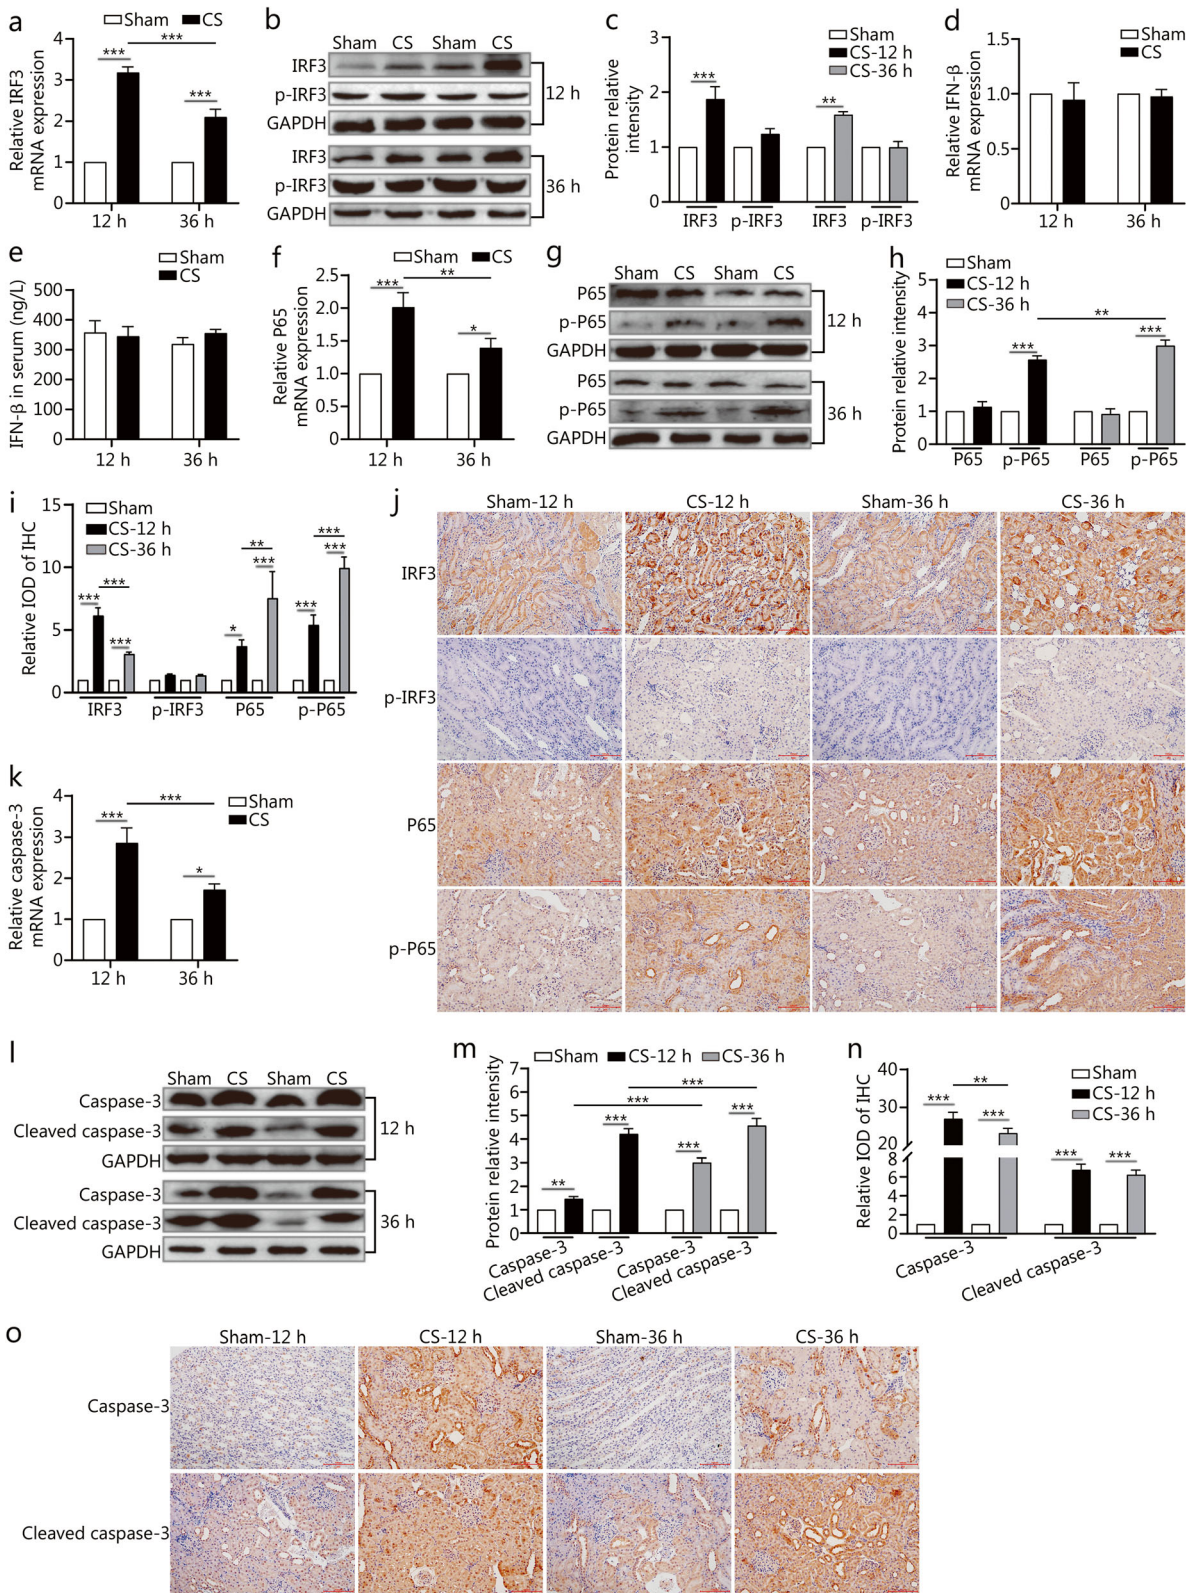 a
Sham CS
Relative IRF3
mRNA expression
4
3
2
1
0
***
***
***
12 h
36 h
b
Sham CS Sham CS
IRF3
p-IRF3
GAPDH
12 h
IRF3
p-IRF3
GAPDH
36 h
c
Sham
CS-12 h
CS-36 h
Protein relative
intensity
3
2
1
0
***
**
IRF3 p-IRF3 IRF3 p-IRF3
d
Sham
CS
Relative IFN-β
mRNA expression
1.5
1.0
0.5
0
12 h 36 h
e
Sham
CS
IFN-β in serum (ng/L)
500
400
300
200
100
0
12 h 36 h
f
Sham CS
Relative P65
mRNA expression
2.5
2.0
1.5
1.0
0.5
0
***
**
*
12 h 36 h
g
Sham CS Sham CS
P65
p-P65
GAPDH
12 h
P65
p-P65
GAPDH
36 h
h
Sham
CS-12 h
CS-36 h
Protein relative intensity
5
4
3
2
1
0
***
**
***
P65 p-P65 P65 p-P65
i
Sham
CS-12 h
CS-36 h
Relative IOD of IHC
15
10
5
0
***
***
***
*
**
***
***
***
***
IRF3 p-IRF3 P65 p-P65
j
Sham-12 h CS-12 h Sham-36 h CS-36 h
IRF3
p-IRF3
P65
p-P65
k
Sham
CS
Relative caspase-3
mRNA expression
4
3
2
1
0
***
***
*
12 h 36 h
l
Sham CS Sham CS
Caspase-3
Cleaved caspase-3
GAPDH
12 h
Caspase-3
Cleaved caspase-3
GAPDH
36 h
m
Sham CS-12 h CS-36 h
Protein relative intensity
7
6
5
4
3
2
1
0
**
***
***
***
***
***
Caspase-3
Cleaved caspase-3
Caspase-3
Cleaved caspase-3
n
Sham
CS-12 h
CS-36 h
Relative IOD of IHC
40
30
20
8
6
4
2
0
***
**
***
***
***
Caspase-3
Cleaved caspase-3
o
Sham-12 h CS-12 h Sham-36 h CS-36 h
Caspase-3
Cleaved caspase-3